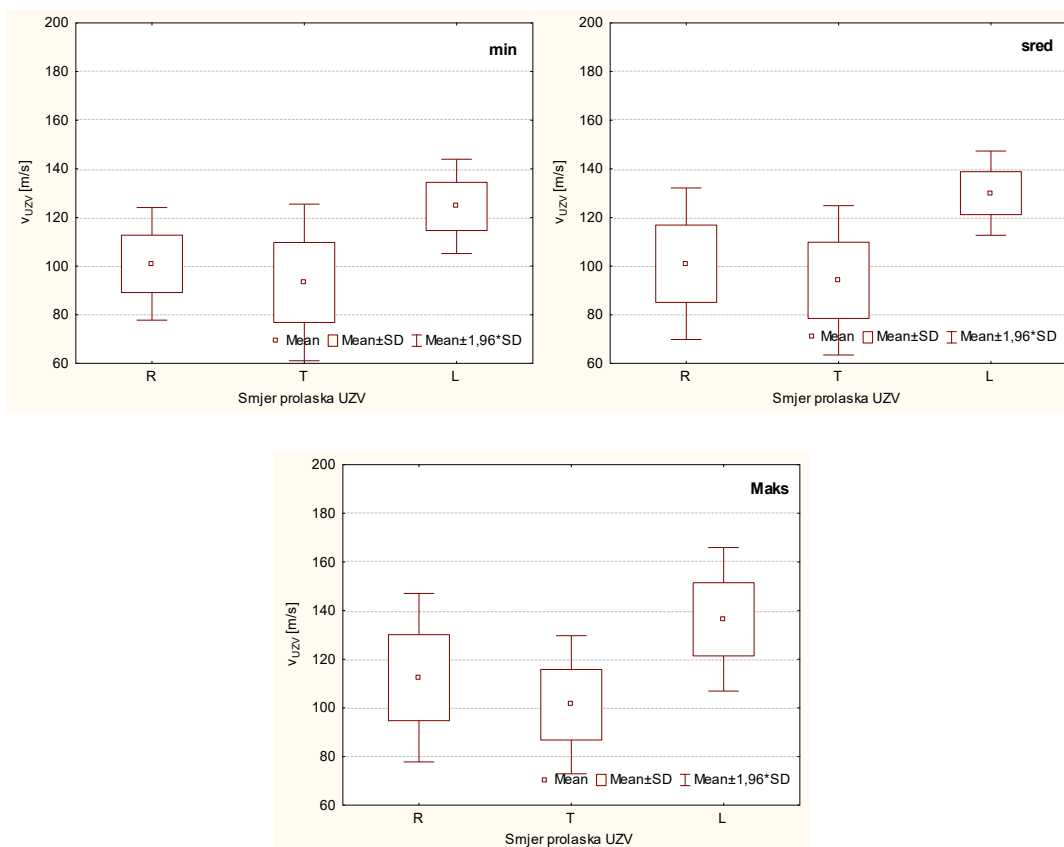 min
200
180
160
140
120
100
80
60
vUZV [m/s]
Mean Mean±SD Mean±1,96*SD
R T L
Smjer prolaska UZV
sred
200
180
160
140
120
100
80
60
vUZV [m/s]
Mean Mean±SD Mean±1,96*SD
R T L
Smjer prolaska UZV
Maks
200
180
160
140
120
100
80
60
vUZV [m/s]
Mean Mean±SD Mean±1,96*SD
R T L
Smjer prolaska UZV